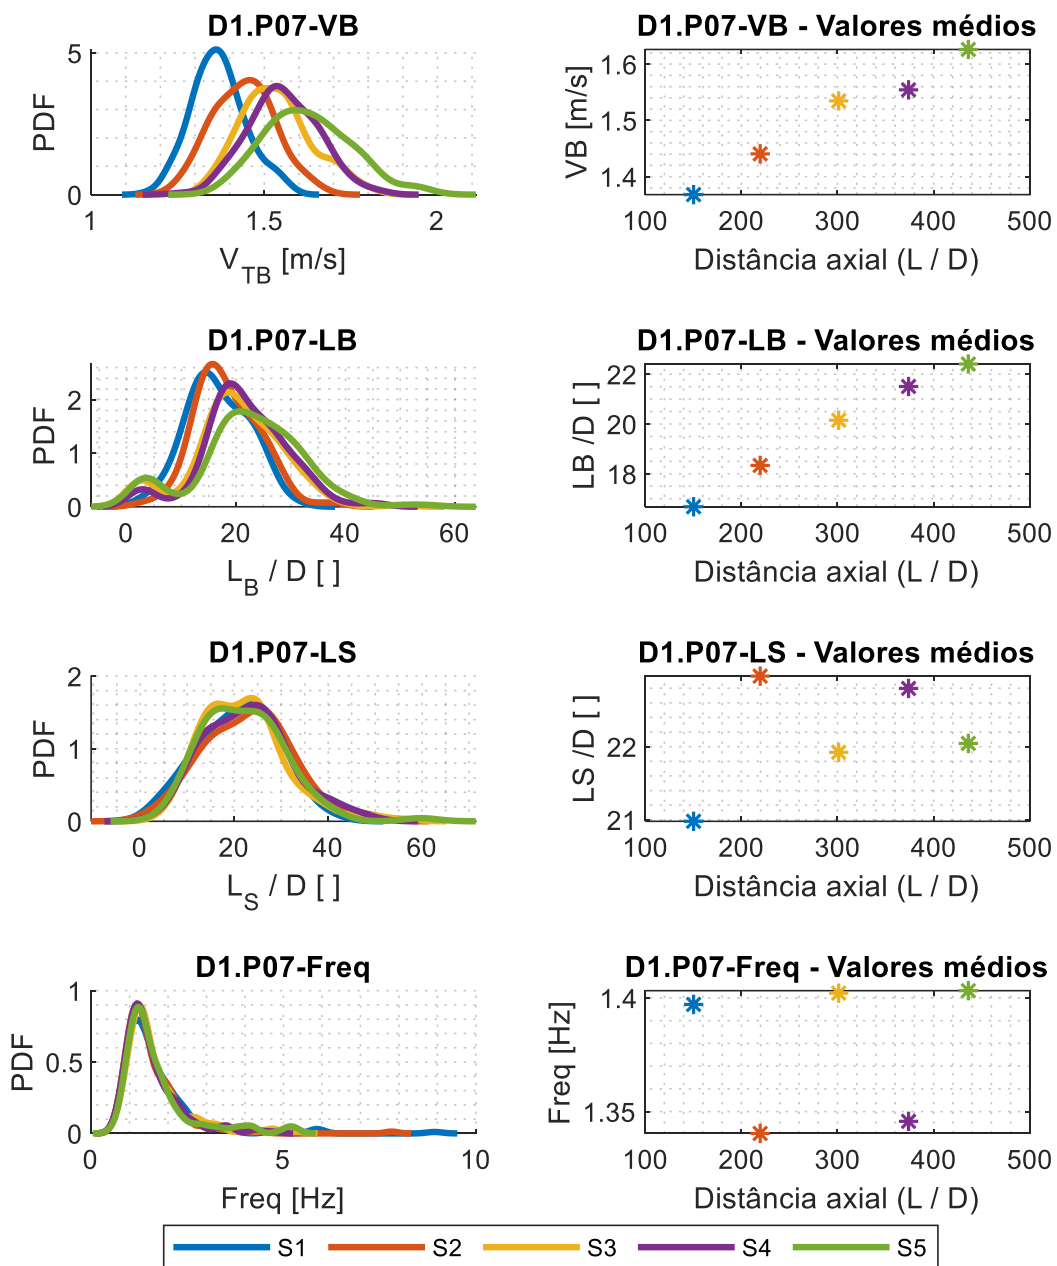 D1.P07-VB
5
0
PDF
1
1.5
2
V_TB [m/s]
D1.P07-VB - Valores médios
1.6
1.5
1.4
VB [m/s]
100
200
300
400
500
Distância axial (L / D)
D1.P07-LB
2
1
0
PDF
0
20
40
60
L_B / D [ ]
D1.P07-LB - Valores médios
22
20
18
LB /D [ ]
100
200
300
400
500
Distância axial (L / D)
D1.P07-LS
2
1
0
PDF
0
20
40
60
L_S / D [ ]
D1.P07-LS - Valores médios
22
21
LS /D [ ]
100
200
300
400
500
Distância axial (L / D)
D1.P07-Freq
1
0.5
0
PDF
0
5
10
Freq [Hz]
D1.P07-Freq - Valores médios
1.4
1.35
Freq [Hz]
100
200
300
400
500
Distância axial (L / D)
S1
S2
S3
S4
S5